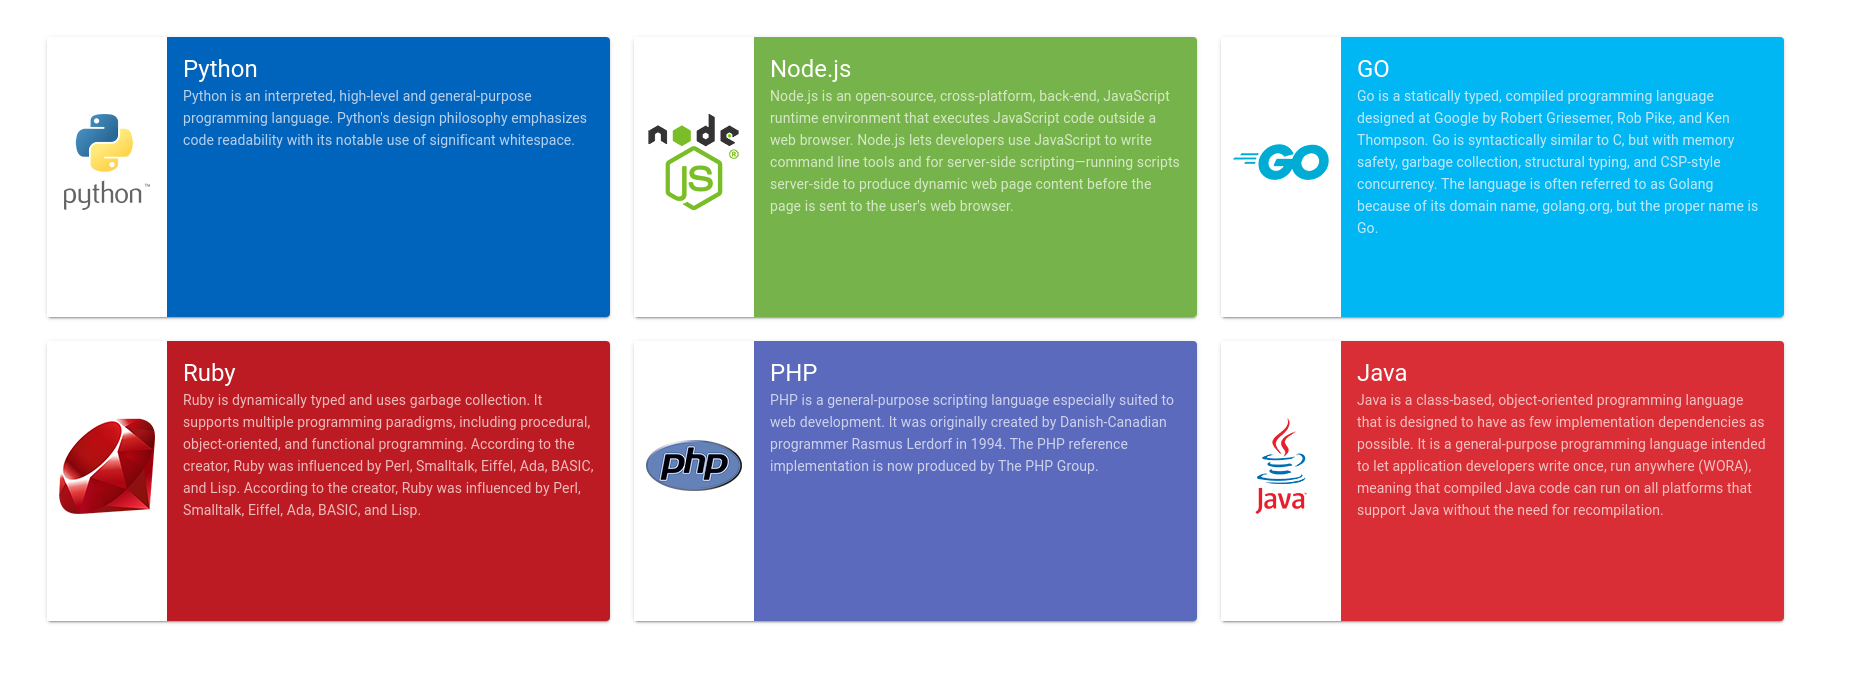 Python
Python is an interpreted, high-level and general-purpose
programming language. Python's design philosophy emphasizes
code readability with its notable use of significant whitespace.
python™
Node.js
Node.js is an open-source, cross-platform, back-end, JavaScript
runtime environment that executes JavaScript code outside a
web browser. Node.js lets developers use JavaScript to write
command line tools and for server-side scripting—running scripts
server-side to produce dynamic web page content before the
page is sent to the user's web browser.
node
JS®
GO
Go is a statically typed, compiled programming language
designed at Google by Robert Griesemer, Rob Pike, and Ken
Thompson. Go is syntactically similar to C, but with memory
safety, garbage collection, structural typing, and CSP-style
concurrency. The language is often referred to as Golang
because of its domain name, golang.org, but the proper name is
Go.
GO
Ruby
Ruby is dynamically typed and uses garbage collection. It
supports multiple programming paradigms, including procedural,
object-oriented, and functional programming. According to the
creator, Ruby was influenced by Perl, Smalltalk, Eiffel, Ada, BASIC,
and Lisp. According to the creator, Ruby was influenced by Perl,
Smalltalk, Eiffel, Ada, BASIC, and Lisp.
PHP
PHP is a general-purpose scripting language especially suited to
web development. It was originally created by Danish-Canadian
programmer Rasmus Lerdorf in 1994. The PHP reference
implementation is now produced by The PHP Group.
php
Java
Java is a class-based, object-oriented programming language
that is designed to have as few implementation dependencies as
possible. It is a general-purpose programming language intended
to let application developers write once, run anywhere (WORA),
meaning that compiled Java code can run on all platforms that
support Java without the need for recompilation.
Java